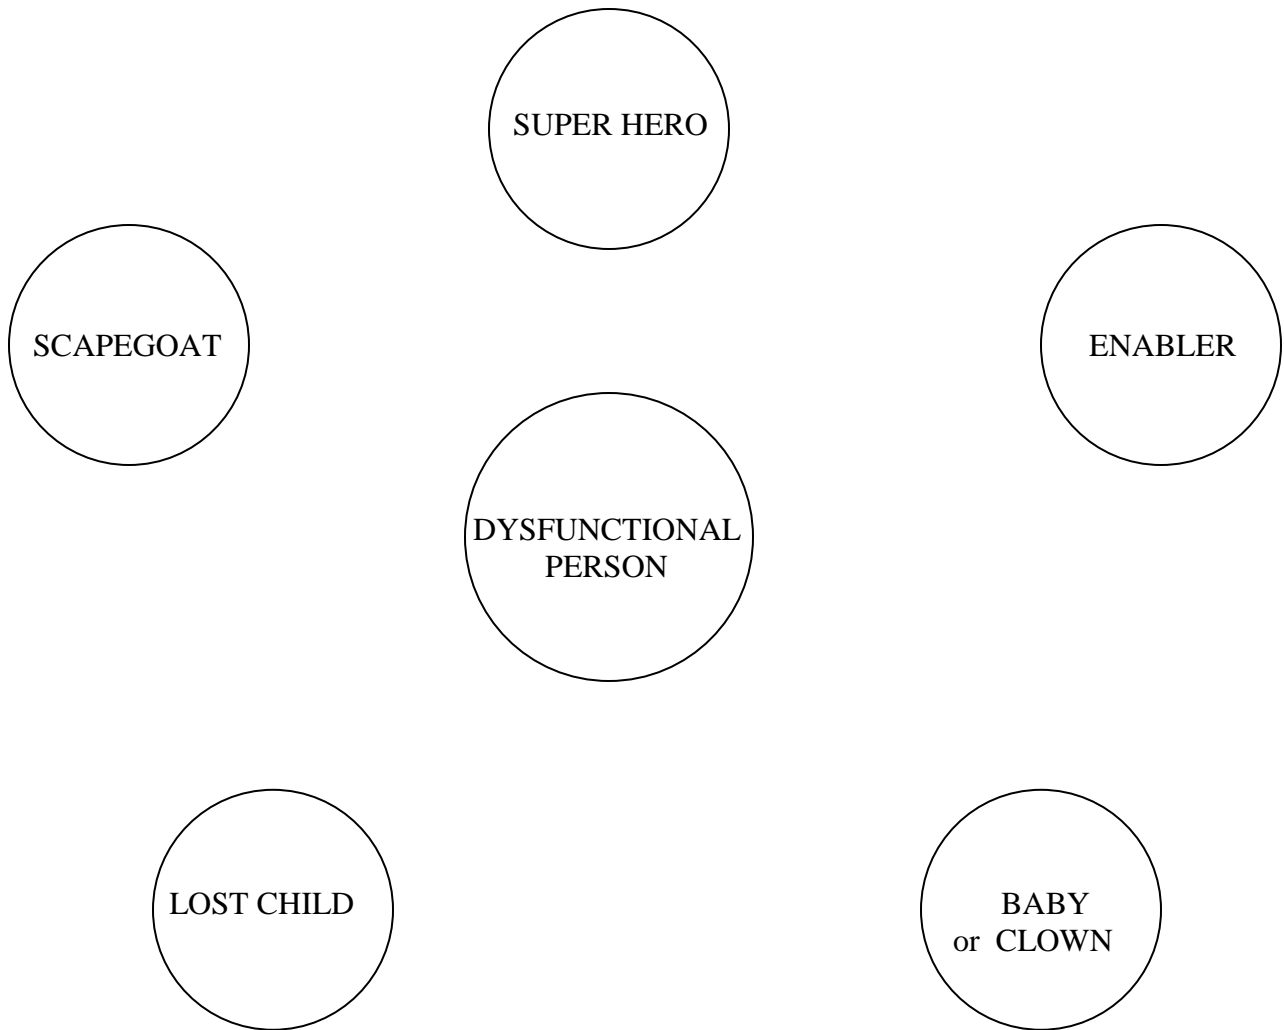 SUPER HERO
SCAPEGOAT
ENABLER
DYSFUNCTIONAL
PERSON
LOST CHILD
BABY
or CLOWN